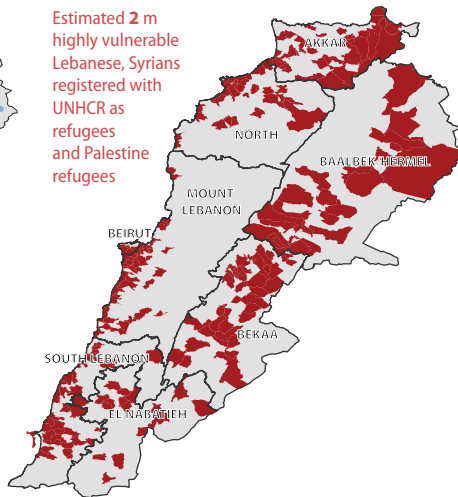 Estimated 2 m
highly vulnerable
Lebanese, Syrians
registered with
UNHCR as
refugees
and Palestine
refugees
AKKAR
NORTH
BAALBEK HERMEL
MOUNT
LEBANON
BEIRUT
BEKAA
SOUTH LEBANON
EL NABATIEH